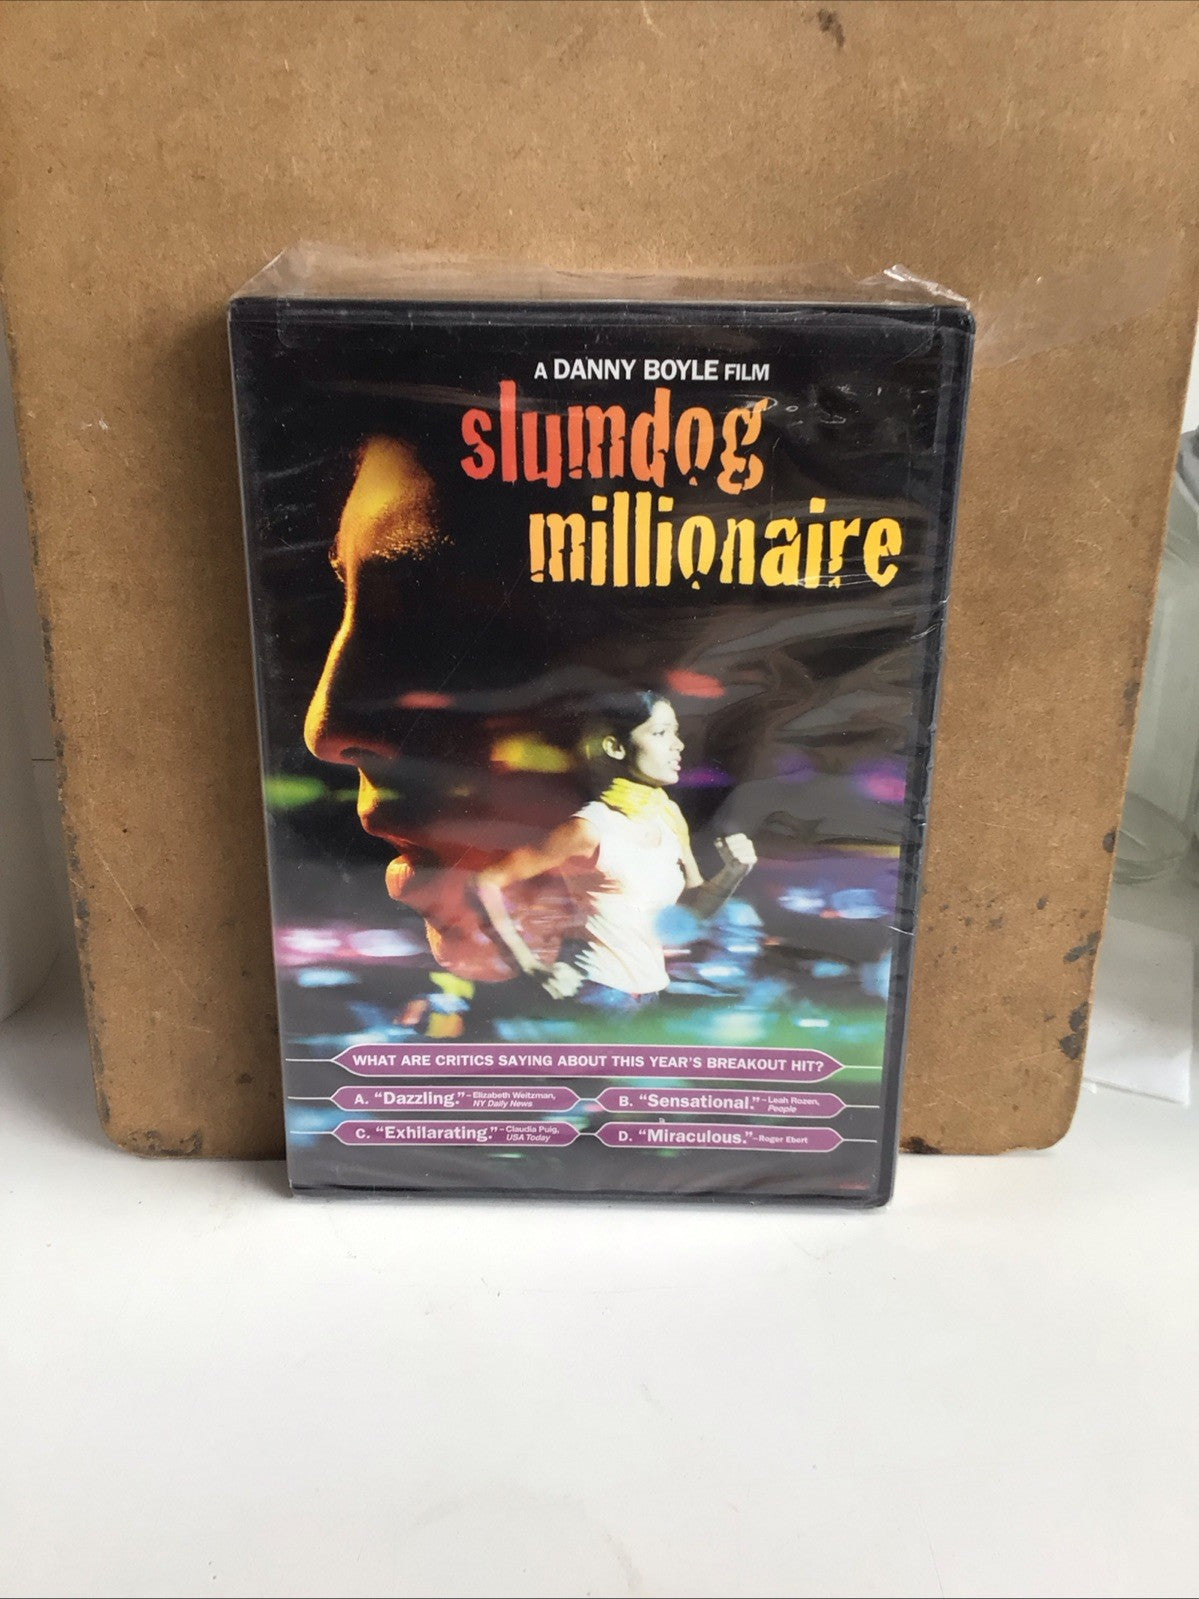 A DANNY BOYLE FILM
slumdog
millionaire
WHAT ARE CRITICS SAYING ABOUT THIS YEAR'S BREAKOUT HIT?
A. "Dazzling." – Elizabeth Weitzman, NY Daily News
B. "Sensational." – Leah Rozen, People
C. "Exhilarating." – Claudia Puig, USA Today
D. "Miraculous." – Roger Ebert